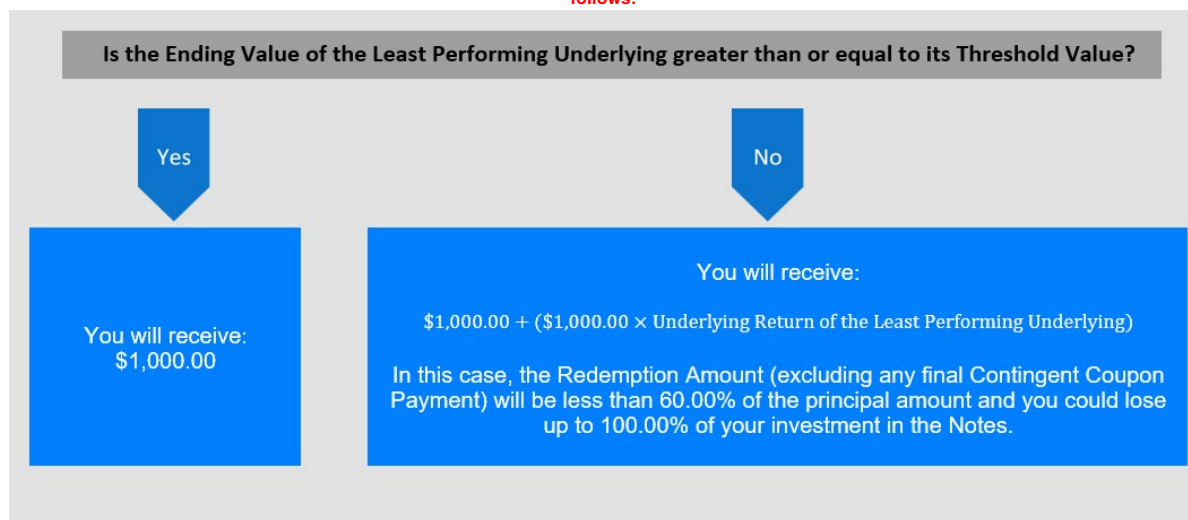 follows:
Is the Ending Value of the Least Performing Underlying greater than or equal to its Threshold Value?
Yes
No
You will receive:
$1,000.00
You will receive:
$1,000.00 + ($1,000.00 × Underlying Return of the Least Performing Underlying)
In this case, the Redemption Amount (excluding any final Contingent Coupon
Payment) will be less than 60.00% of the principal amount and you could lose
up to 100.00% of your investment in the Notes.